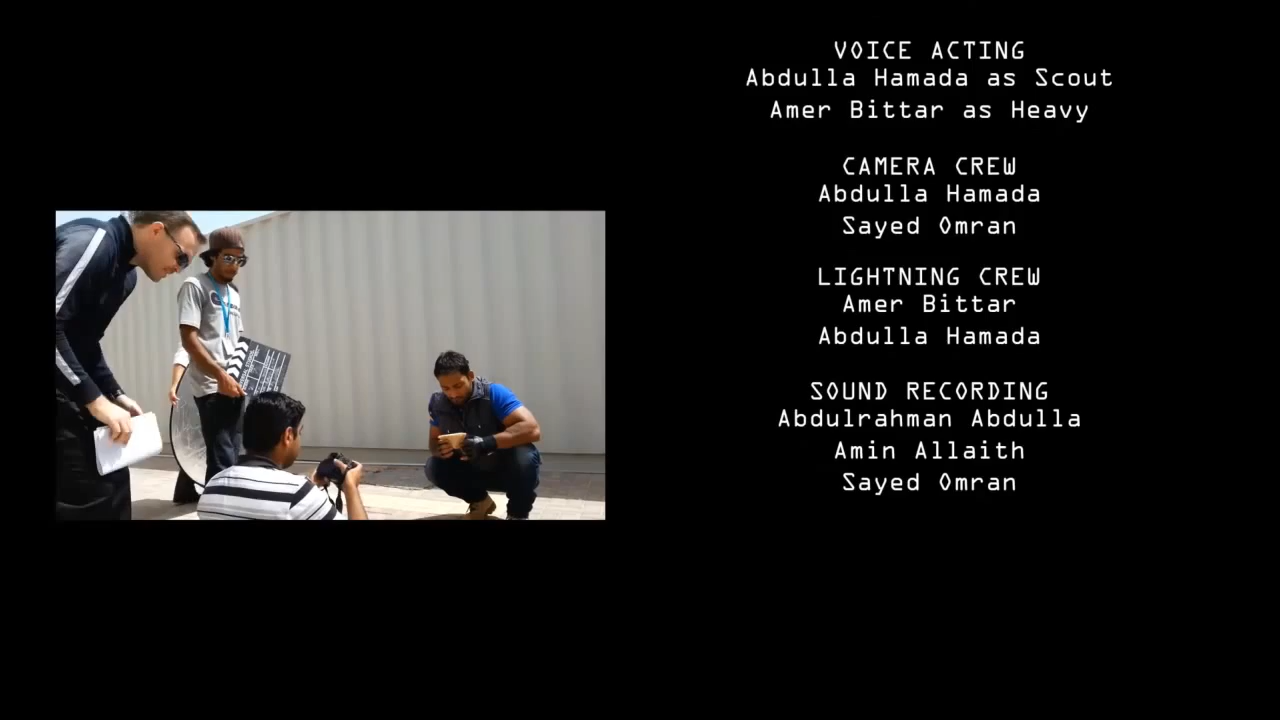 VOICE ACTING
Abdulla Hamada as Scout
Amer Bittar as Heavy
CAMERA CREW
Abdulla Hamada
Sayed Omran
LIGHTNING CREW
Amer Bittar
Abdulla Hamada
SOUND RECORDING
Abdulrahman Abdulla
Amin Allaith
Sayed Omran